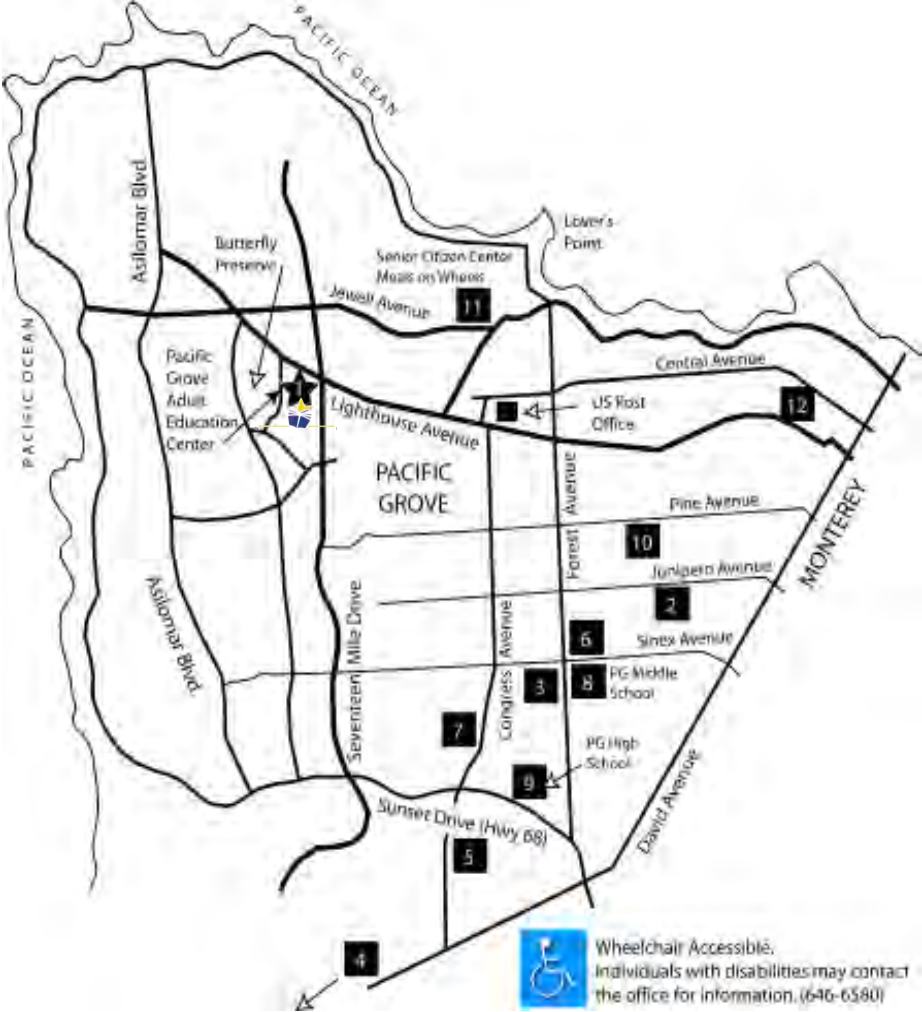 PACIFIC OCEAN
Asilomar Blvd.
Butterfly
Preserve
Lover's
Point
Senior Citizen Center
Meals on Wheels
Jewell Avenue
11
PACIFIC OCEAN
Pacific
Grove
Adult
Education
Center
1
Lighthouse Avenue
Central Avenue
US Post
Office
12
PACIFIC
GROVE
Forest Avenue
Pine Avenue
10
MONTEREY
Junipero Avenue
2
Asilomar Blvd.
Seventeen Mile Drive
Congress Avenue
6
Sinex Avenue
3
8
PG Middle
School
7
PG High
School
9
David Avenue
Sunset Drive (Hwy 68)
5
4
Wheelchair Accessible.
Individuals with disabilities may contact
the office for information. (646-6580)